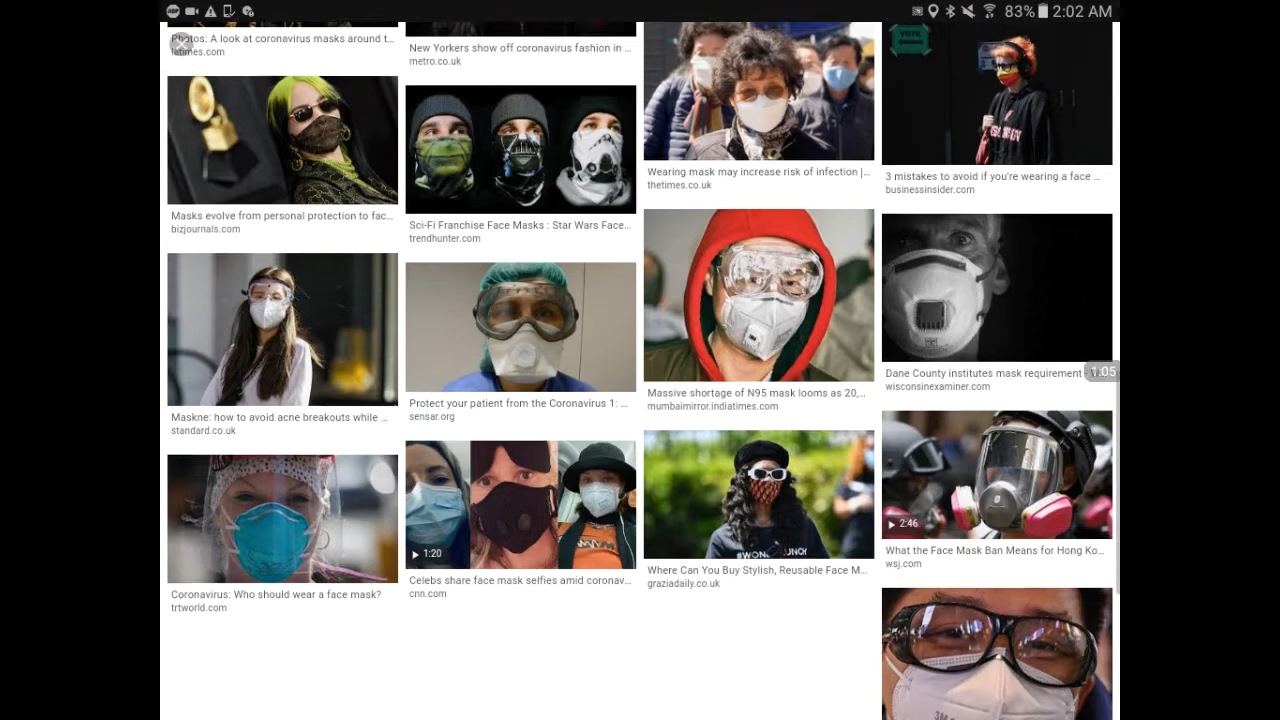 83% 2:02 AM
Photos: A look at coronavirus masks around t...
latimes.com
Masks evolve from personal protection to fac...
bizjournals.com
Maskne: how to avoid acne breakouts while ...
standard.co.uk
Coronavirus: Who should wear a face mask?
trtworld.com
New Yorkers show off coronavirus fashion in ...
metro.co.uk
Sci-Fi Franchise Face Masks : Star Wars Face...
trendhunter.com
Protect your patient from the Coronavirus 1: ...
sensar.org
1:20
Celebs share face mask selfies amid coronav...
cnn.com
Wearing mask may increase risk of infection |...
thetimes.co.uk
Massive shortage of N95 mask looms as 20,...
mumbaimirror.indiatimes.com
Where Can You Buy Stylish, Reusable Face M...
graziadaily.co.uk
VOTE
3 mistakes to avoid if you're wearing a face ...
businessinsider.com
Dane County institutes mask requirement -
1:05
wisconsinexaminer.com
2:46
What the Face Mask Ban Means for Hong Ko...
wsj.com
3M